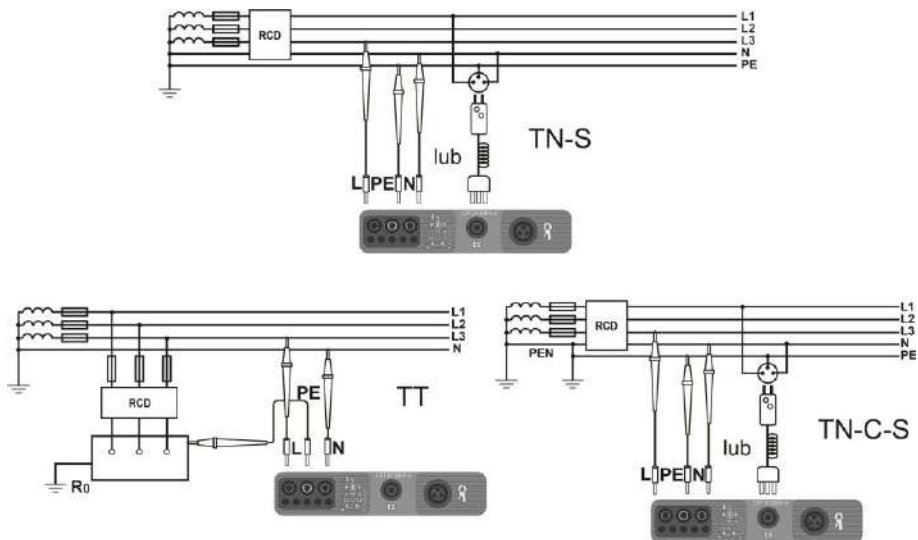 RCD
L1
L2
L3
N
PE
TN-S
lub
L PE N
E S
L1
L2
L3
N
PE
TT
RCD
L N
R0
E S
L1
L2
L3
N
PE
RCD
PEN
TN-C-S
lub
L PE N
E S